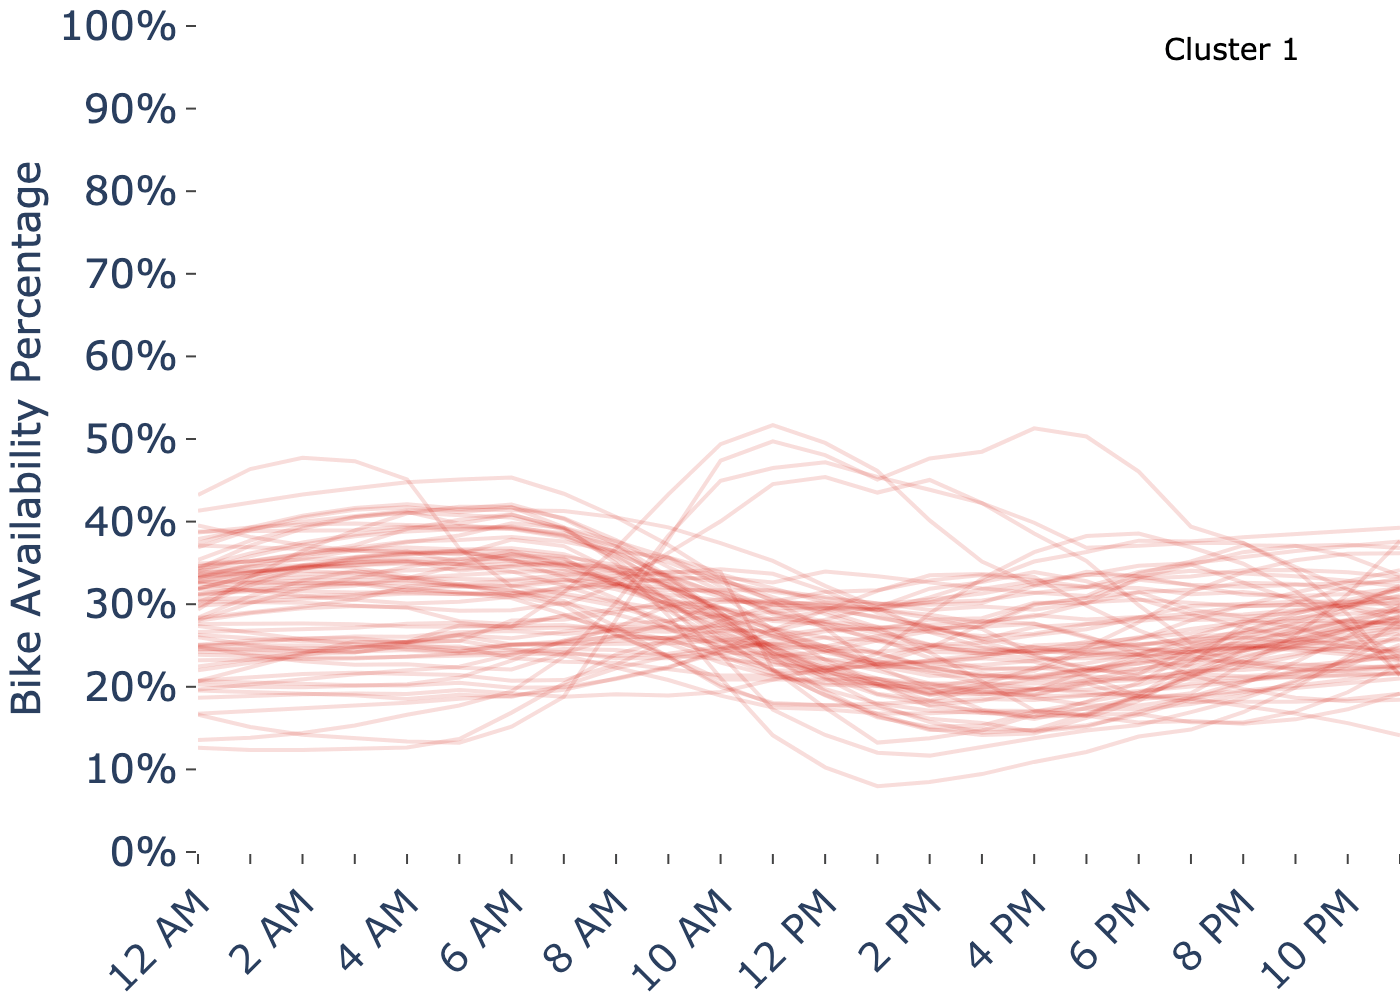 Cluster 1
Bike Availability Percentage
100%
90%
80%
70%
60%
50%
40%
30%
20%
10%
0%
12 AM
2 AM
4 AM
6 AM
8 AM
10 AM
12 PM
2 PM
4 PM
6 PM
8 PM
10 PM